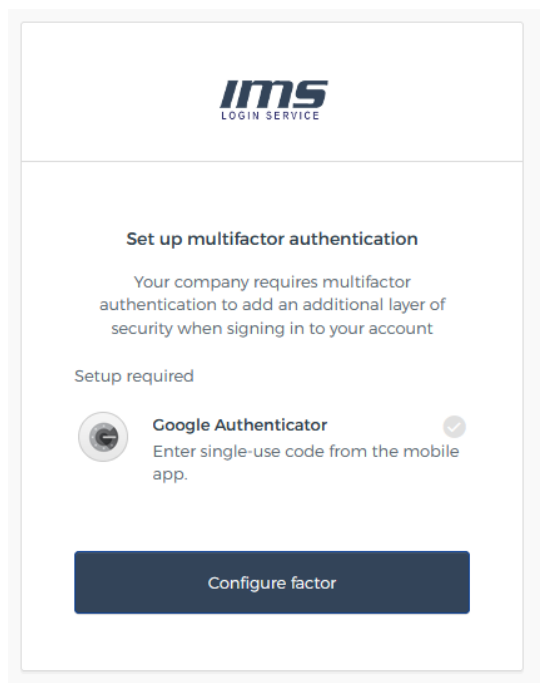 ims
LOGIN SERVICE
Set up multifactor authentication
Your company requires multifactor
authentication to add an additional layer of
security when signing in to your account
Setup required
Google Authenticator
Enter single-use code from the mobile
app.
Configure factor